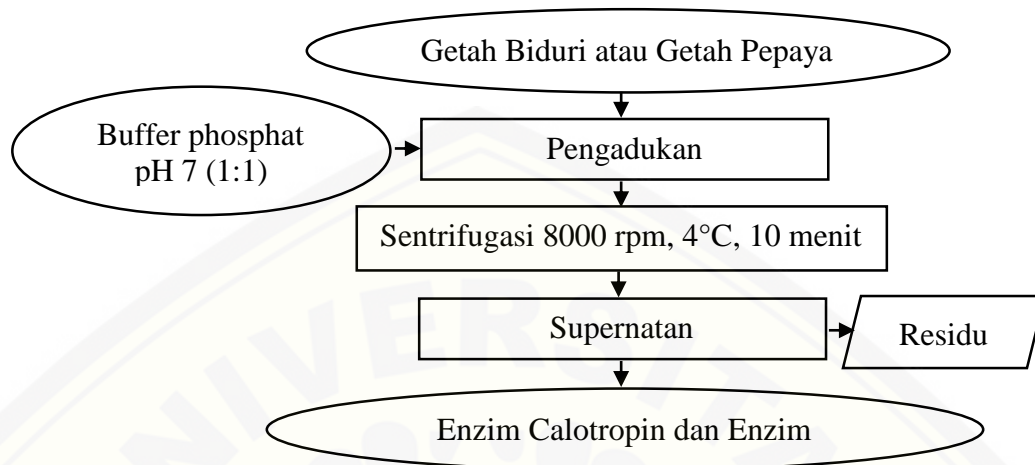 Getah Biduri atau Getah Pepaya
Buffer phosphat
pH 7 (1:1)
Pengadukan
Sentrifugasi 8000 rpm, 4°C, 10 menit
Supernatan
Residu
Enzim Calotropin dan Enzim